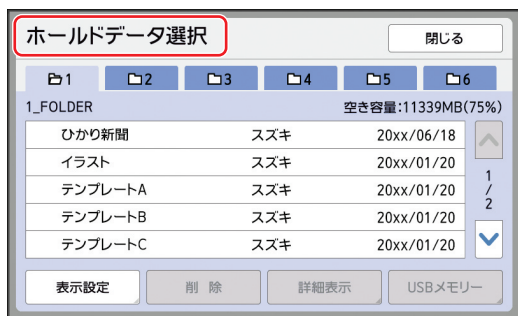 ホールドデータ選択 閉じる
1 2 3 4 5 6
1_FOLDER 空き容量:11339MB(75%)
ひかり新聞 スズキ 20xx/06/18
イラスト スズキ 20xx/01/20
テンプレートA スズキ 20xx/01/20
テンプレートB スズキ 20xx/01/20
テンプレートC スズキ 20xx/01/20
1
/
2
表示設定 削 除 詳細表示 USBメモリー